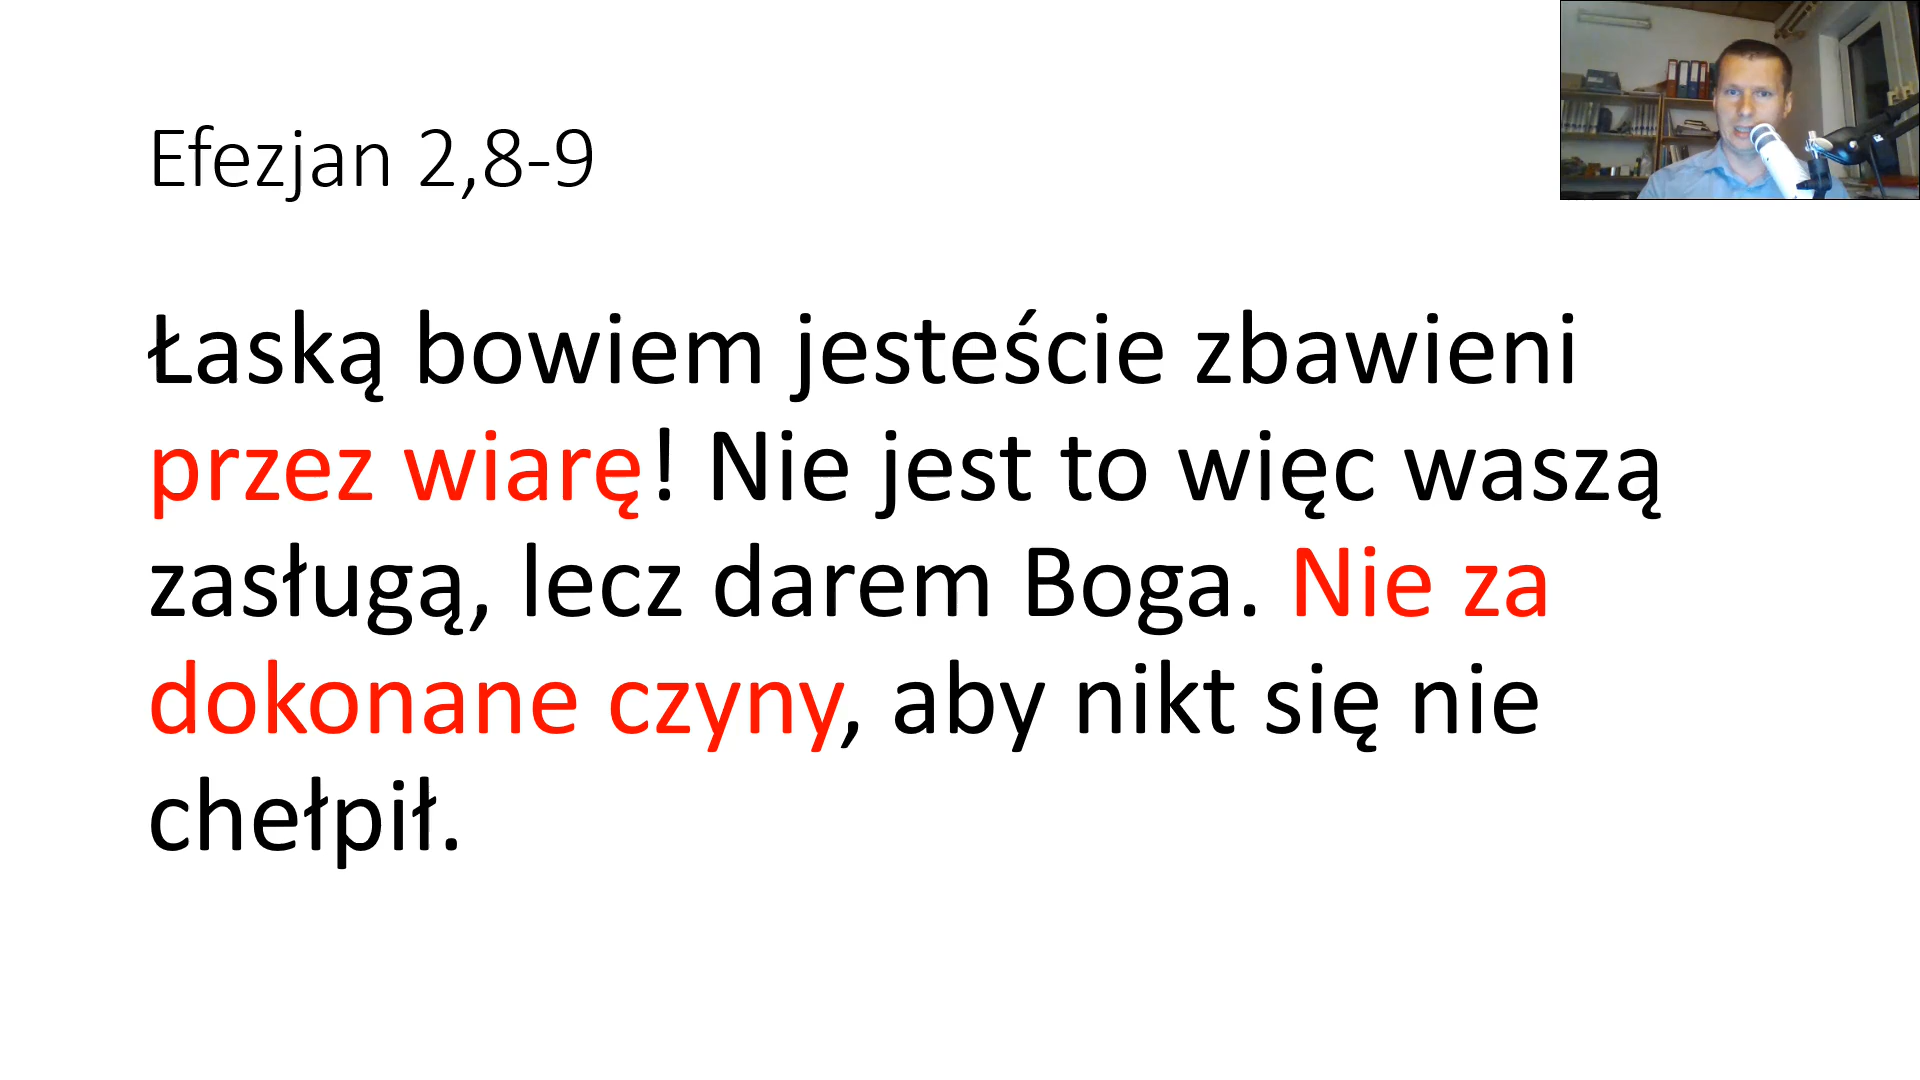 Efezjan 2,8-9
Łaską bowiem jesteście zbawieni
przez wiarę! Nie jest to więc waszą
zasługą, lecz darem Boga. Nie za
dokonane czyny, aby nikt się nie
chełpił.